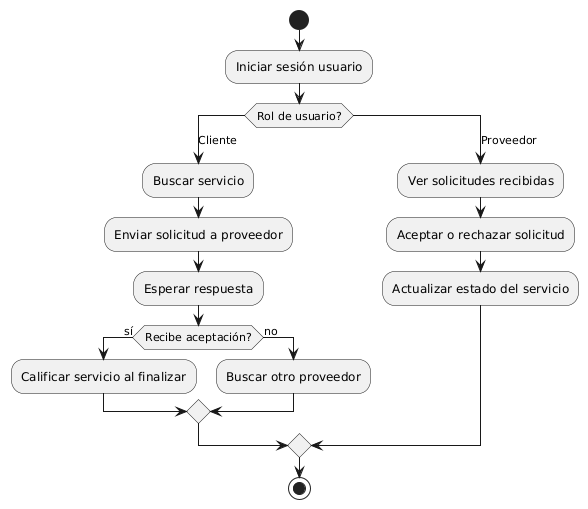 Iniciar sesión usuario
Rol de usuario?
Cliente
Proveedor
Buscar servicio
Ver solicitudes recibidas
Enviar solicitud a proveedor
Aceptar o rechazar solicitud
Esperar respuesta
Actualizar estado del servicio
sí
Recibe aceptación?
no
Calificar servicio al finalizar
Buscar otro proveedor